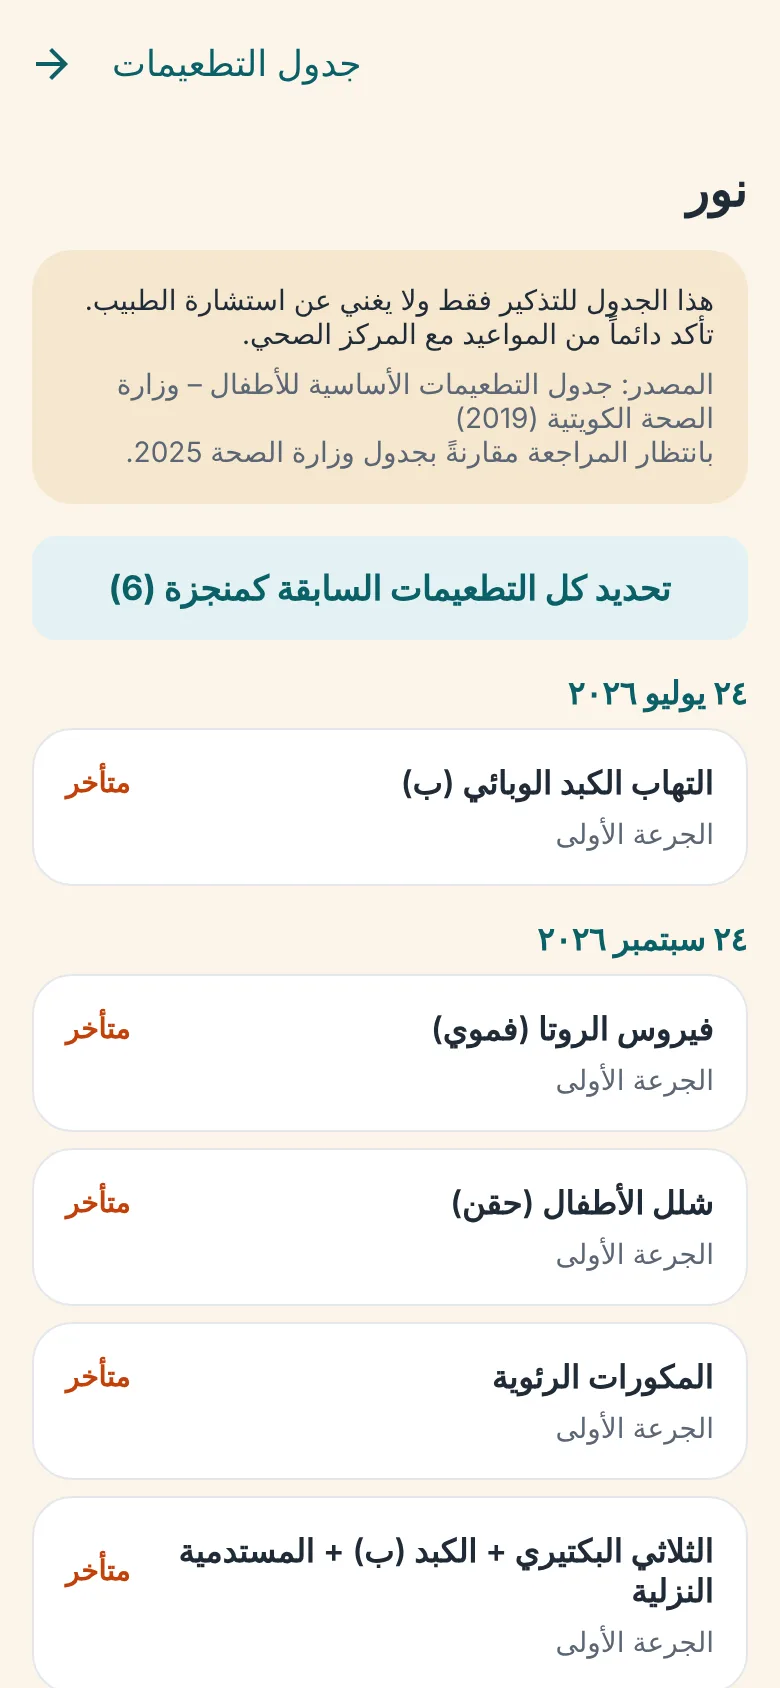 جدول التطعيمات
نور
هذا الجدول للتذكير فقط ولا يغني عن استشارة الطبيب.
تأكد دائماً من المواعيد مع المركز الصحي.
المصدر: جدول التطعيمات الأساسية للأطفال – وزارة
الصحة الكويتية (2019)
بانتظار المراجعة مقارنةً بجدول وزارة الصحة 2025.
تحديد كل التطعيمات السابقة كمنجزة (6)
٢٤ يوليو ٢٠٢٦
التهاب الكبد الوبائي (ب)
متأخر
الجرعة الأولى
٢٤ سبتمبر ٢٠٢٦
فيروس الروتا (فموي)
متأخر
الجرعة الأولى
شلل الأطفال (حقن)
متأخر
الجرعة الأولى
المكورات الرئوية
متأخر
الجرعة الأولى
الثلاثي البكتيري + الكبد (ب) + المستدمية
النزلية
متأخر
الجرعة الأولى